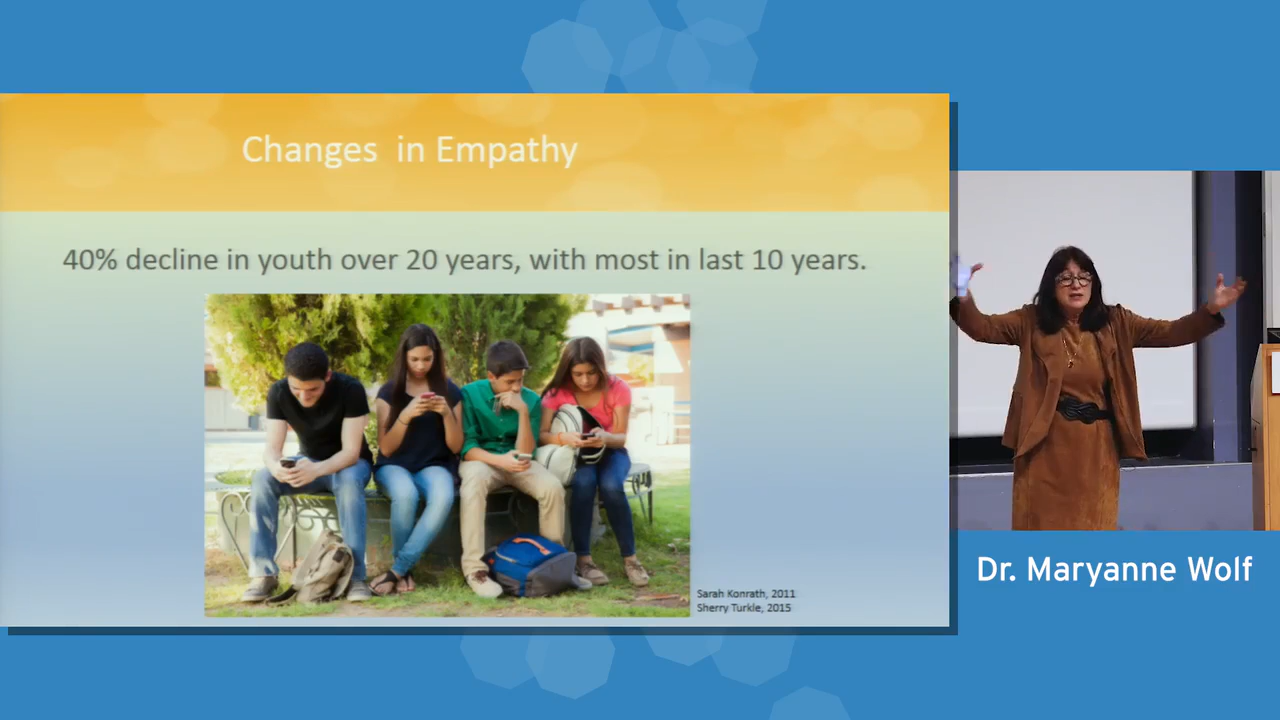 Changes in Empathy
40% decline in youth over 20 years, with most in last 10 years.
Sarah Konrath, 2011
Sherry Turkle, 2015
Dr. Maryanne Wolf